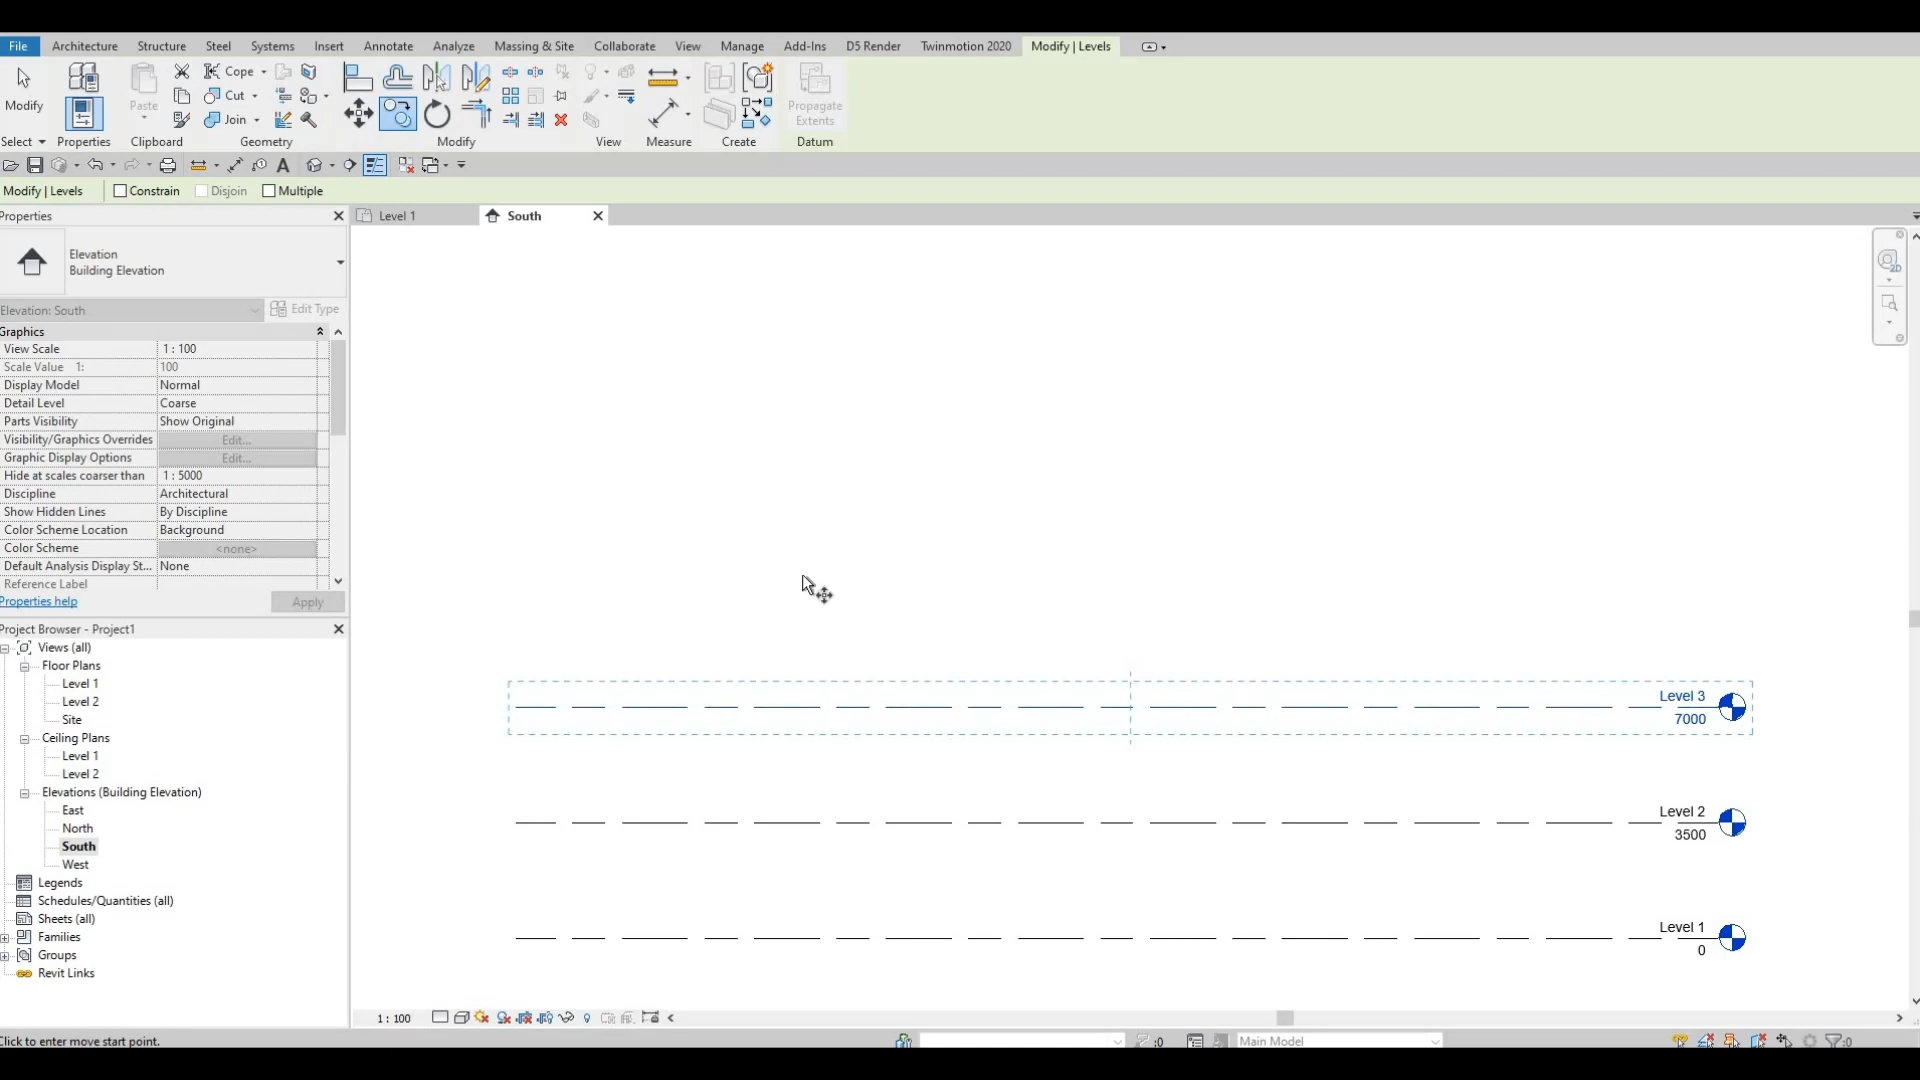 File Architecture Structure Steel Systems Insert Annotate Analyze Massing & Site Collaborate View Manage Add-Ins D5 Render Twinmotion 2020 Modify | Levels
Modify Paste Cope Cut Join Propagate Extents
Select Properties Clipboard Geometry Modify View Measure Create Datum
Modify | Levels Constrain Disjoin Multiple
Properties Level 1 South
Elevation
Building Elevation
Elevation: South Edit Type
Graphics
View Scale 1 : 100
Scale Value 1: 100
Display Model Normal
Detail Level Coarse
Parts Visibility Show Original
Visibility/Graphics Overrides Edit...
Graphic Display Options Edit...
Hide at scales coarser than 1 : 5000
Discipline Architectural
Show Hidden Lines By Discipline
Color Scheme Location Background
Color Scheme <none>
Default Analysis Display St... None
Reference Label
Properties help Apply
Project Browser - Project1
Views (all)
Floor Plans
Level 1
Level 2
Site
Ceiling Plans
Level 1
Level 2
Elevations (Building Elevation)
East
North
South
West
Legends
Schedules/Quantities (all)
Sheets (all)
Families
Groups
Revit Links
Level 3
7000
Level 2
3500
Level 1
0
1 : 100
Click to enter move start point. :0 Main Model :0